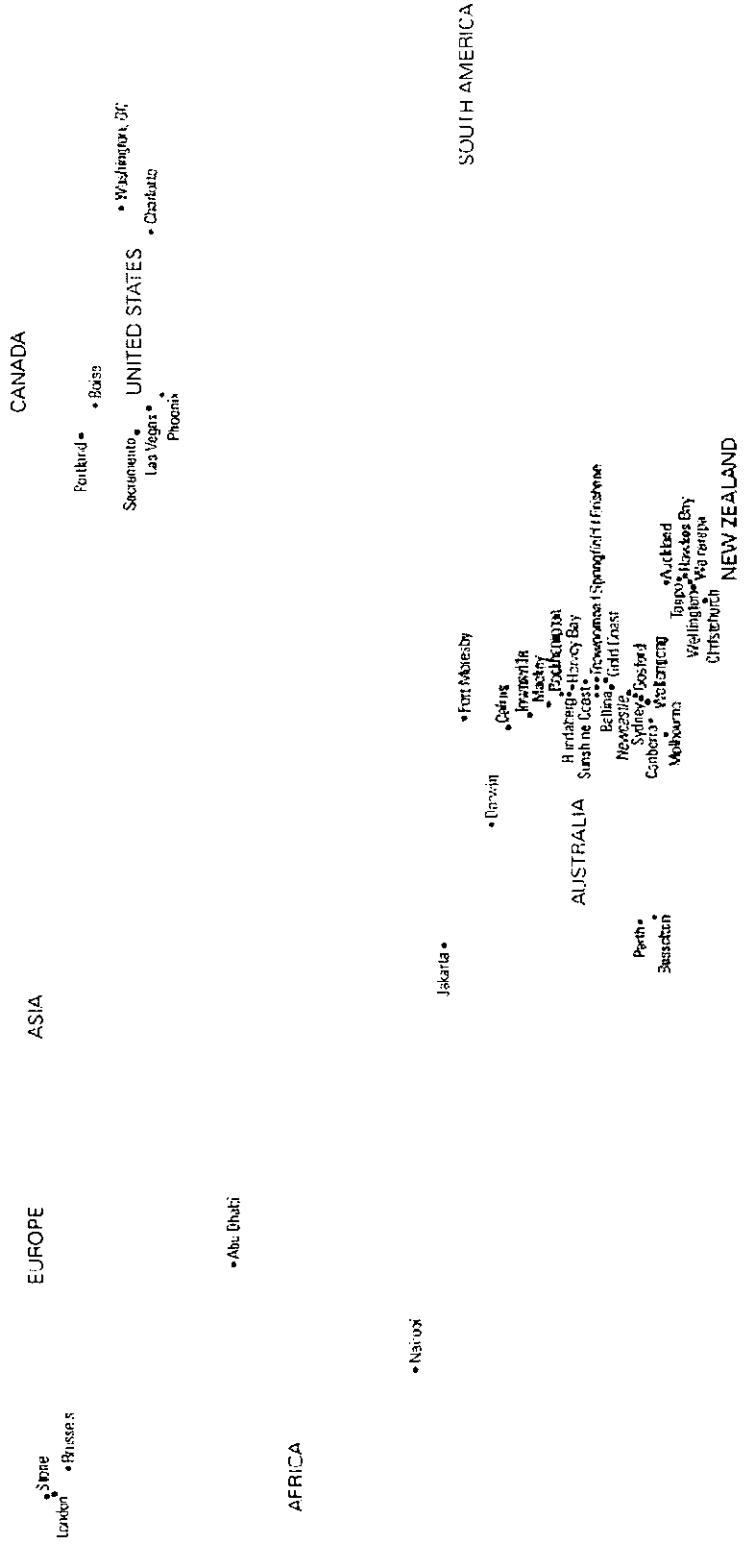 CANADA
EUROPE
ASIA
Stone
London
Brussels
Portland
Boise
Washington, DC
Sacramento
UNITED STATES
Las Vegas
Charlotte
Phoenix
Abu Dhabi
AFRICA
Nairobi
Jakarta
Port Moresby
SOUTH AMERICA
Darwin
Cairns
Townsville
Mackay
Rockhampton
Bundaberg
Hervey Bay
AUSTRALIA
Sunshine Coast
Toowoomba / Springfield / Brisbane
Ballina
Gold Coast
Newcastle
Perth
Sydney
Gosford
Busselton
Canberra
Wollongong
Melbourne
Auckland
Taupo
Hawkes Bay
Wellington
Wairarapa
Christchurch
NEW ZEALAND